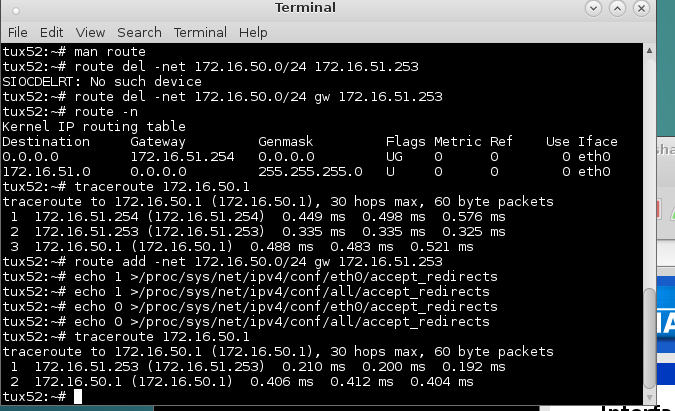 Terminal
File Edit View Search Terminal Help
tux52:~# man route
tux52:~# route del -net 172.16.50.0/24 172.16.51.253
SIOCDELRT: No such device
tux52:~# route del -net 172.16.50.0/24 gw 172.16.51.253
tux52:~# route -n
Kernel IP routing table
Destination     Gateway         Genmask         Flags Metric Ref    Use Iface
0.0.0.0         172.16.51.254   0.0.0.0         UG    0      0        0 eth0
172.16.51.0     0.0.0.0         255.255.255.0   U     0      0        0 eth0
tux52:~# traceroute 172.16.50.1
traceroute to 172.16.50.1 (172.16.50.1), 30 hops max, 60 byte packets
 1  172.16.51.254 (172.16.51.254)  0.449 ms  0.498 ms  0.576 ms
 2  172.16.51.253 (172.16.51.253)  0.335 ms  0.335 ms  0.325 ms
 3  172.16.50.1 (172.16.50.1)  0.488 ms  0.483 ms  0.521 ms
tux52:~# route add -net 172.16.50.0/24 gw 172.16.51.253
tux52:~# echo 1 >/proc/sys/net/ipv4/conf/eth0/accept_redirects
tux52:~# echo 1 >/proc/sys/net/ipv4/conf/all/accept_redirects
tux52:~# echo 0 >/proc/sys/net/ipv4/conf/eth0/accept_redirects
tux52:~# echo 0 >/proc/sys/net/ipv4/conf/all/accept_redirects
tux52:~# traceroute 172.16.50.1
traceroute to 172.16.50.1 (172.16.50.1), 30 hops max, 60 byte packets
 1  172.16.51.253 (172.16.51.253)  0.210 ms  0.200 ms  0.192 ms
 2  172.16.50.1 (172.16.50.1)  0.406 ms  0.412 ms  0.404 ms
tux52:~#